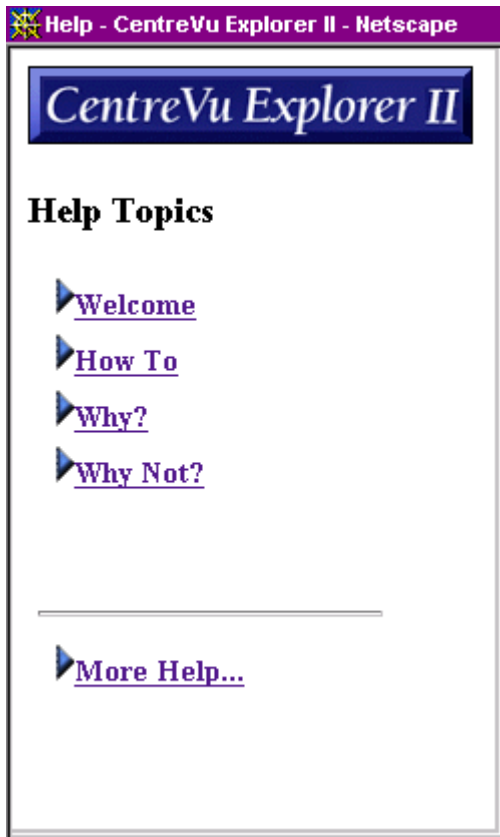 Help - CentreVu Explorer II - Netscape
CentreVu Explorer II
Help Topics
Welcome
How To
Why?
Why Not?
More Help...